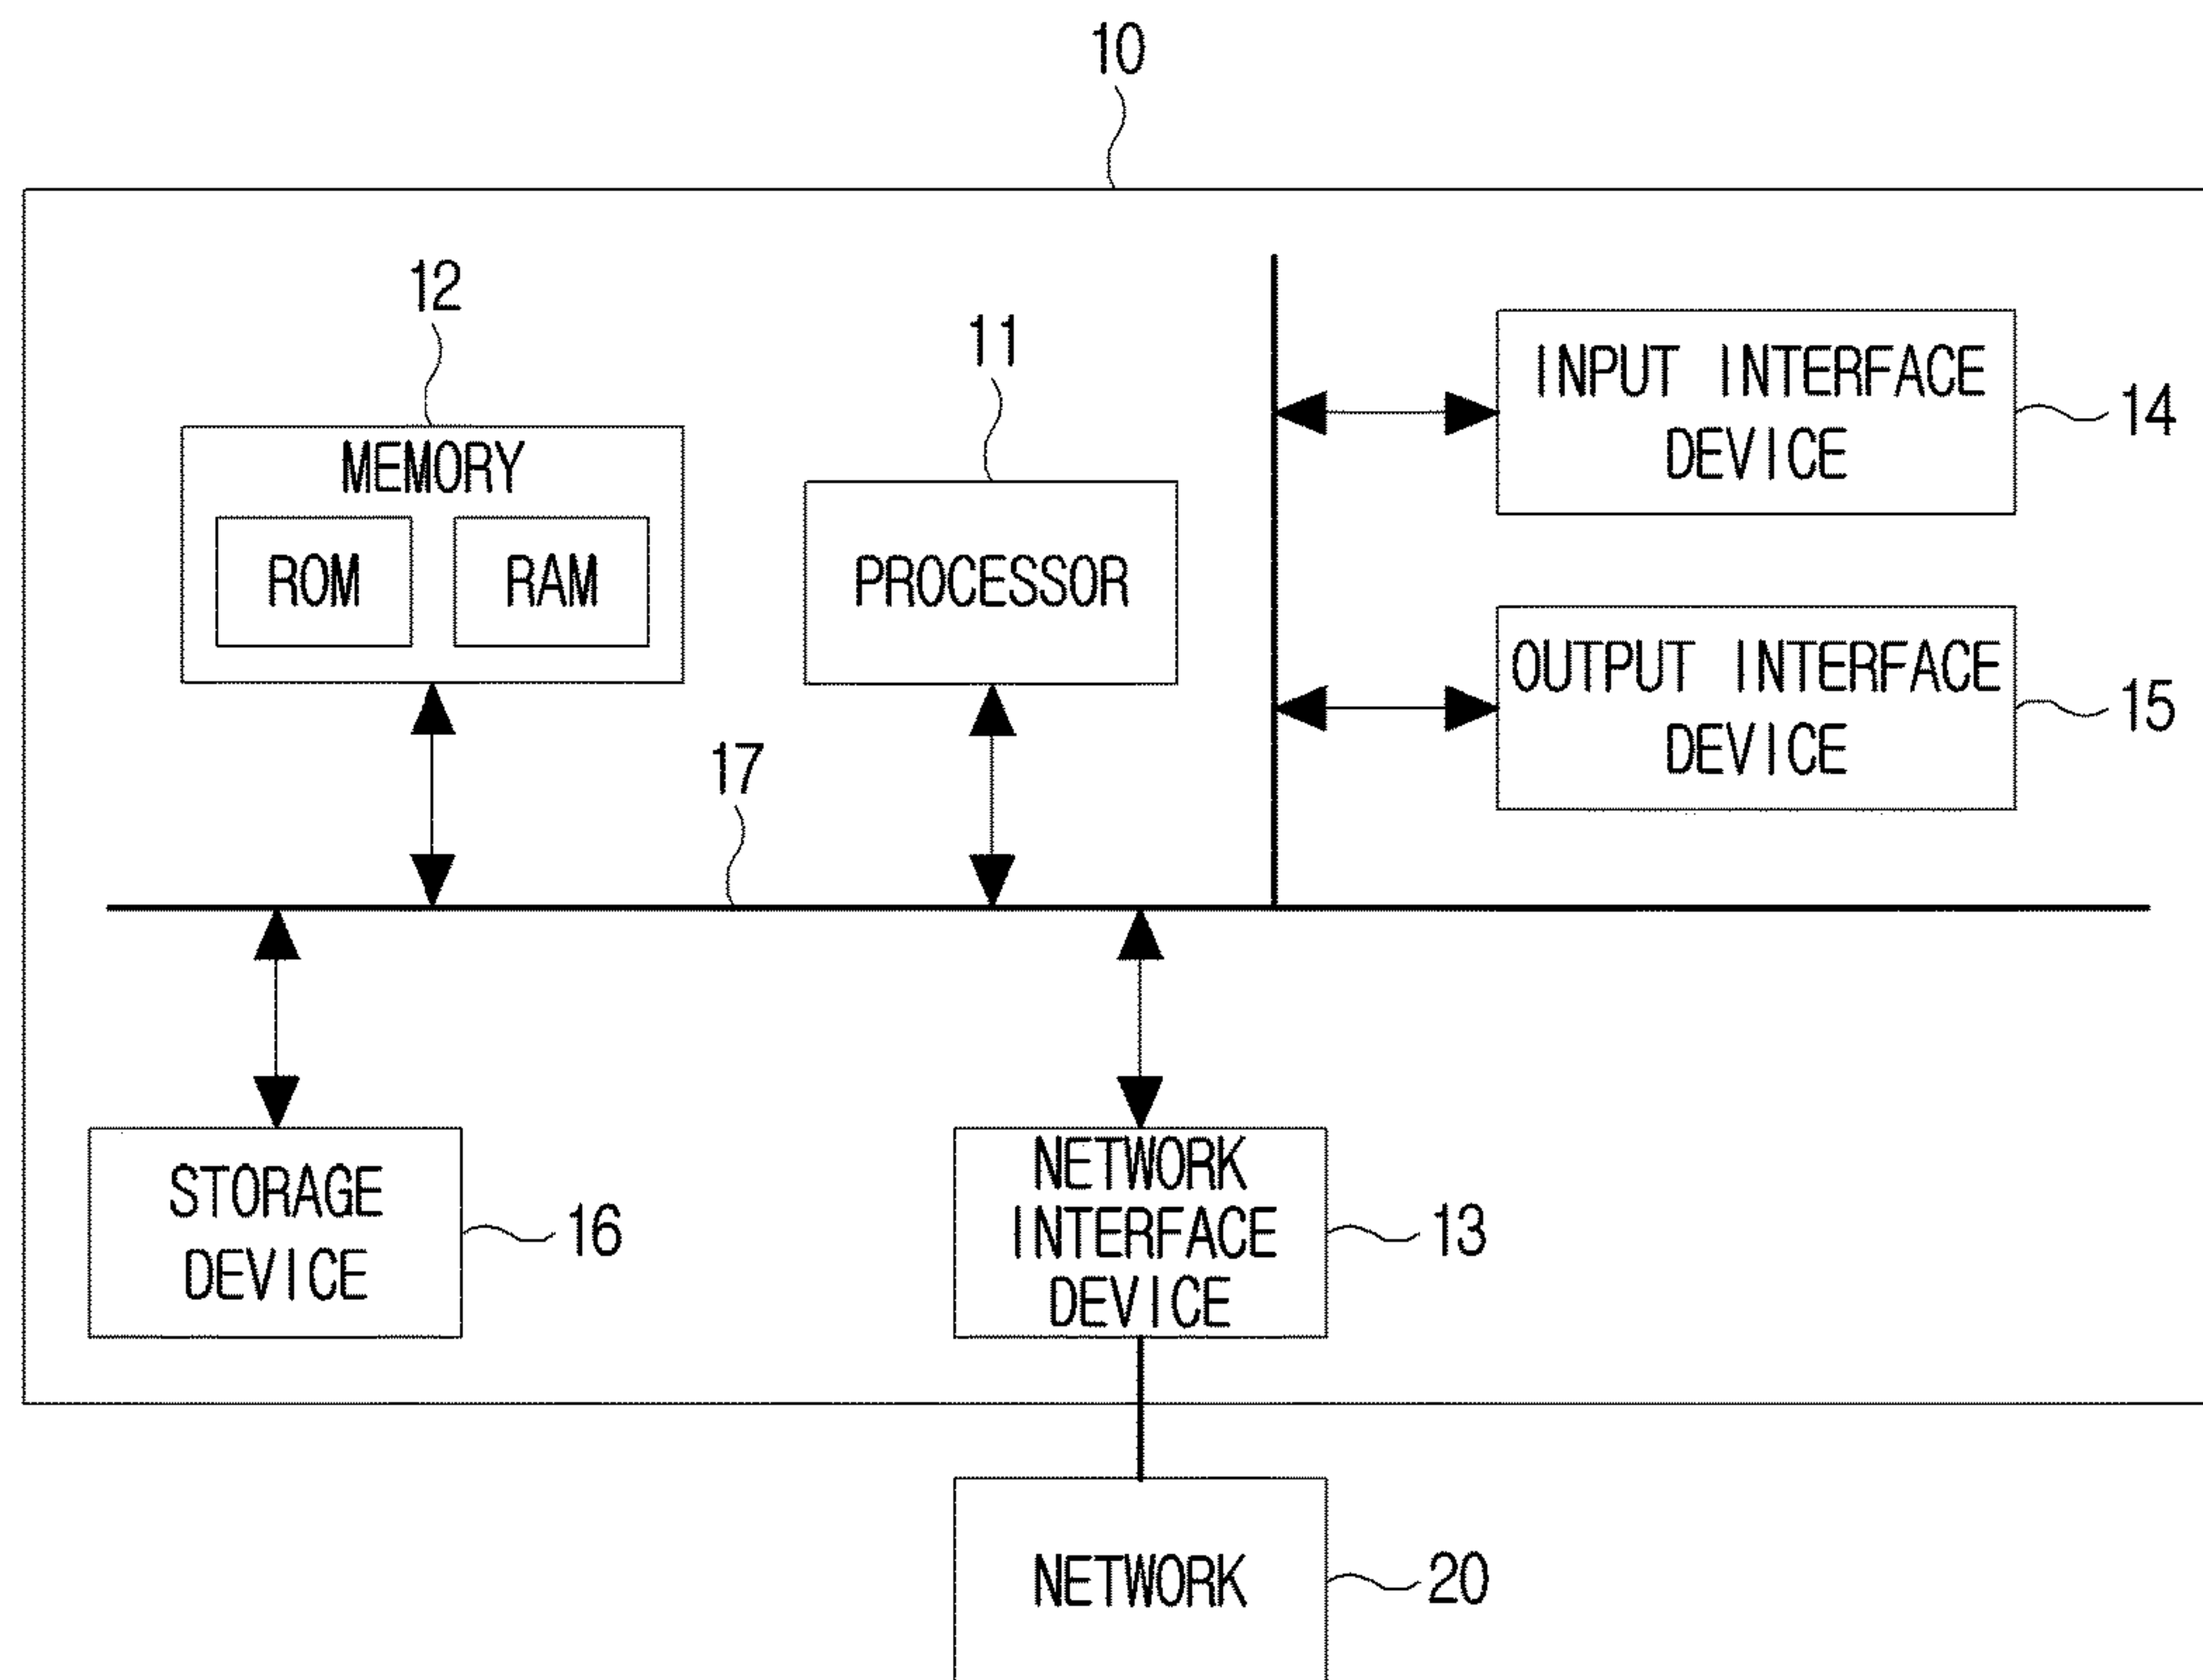 10
12
11
MEMORY
ROM
RAM
PROCESSOR
INPUT INTERFACE
DEVICE
14
OUTPUT INTERFACE
DEVICE
15
17
STORAGE
DEVICE
16
NETWORK
INTERFACE
DEVICE
13
NETWORK
20